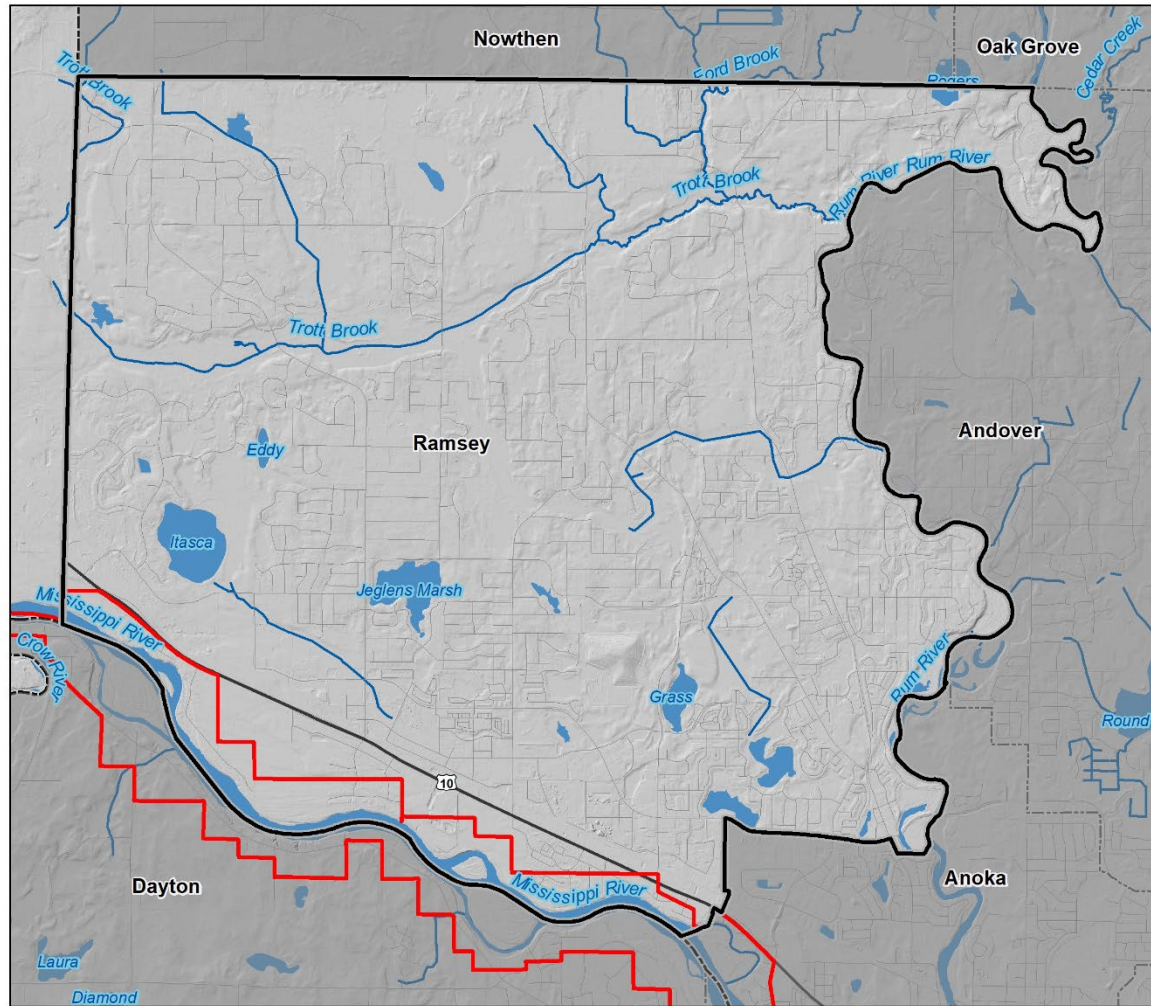 Nowthen
Oak Grove
Trott Brook
Ford Brook
Rogers
Cedar Creek
Trott Brook
Rum River Rum River
Trott Brook
Andover
Ramsey
Eddy
Itasca
Jeglens Marsh
Mississippi River
Crow River
Rum River
Grass
Round
10
Dayton
Mississippi River
Anoka
Laura
Diamond